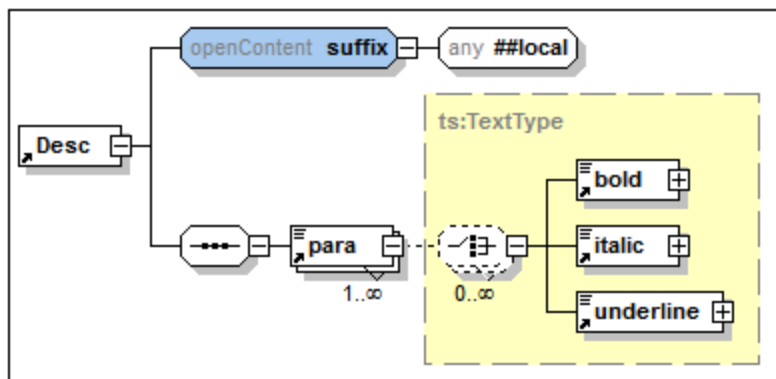 openContent suffix
any ##local
ts:TextType
Desc
bold
para
italic
1..∞
0..∞
underline